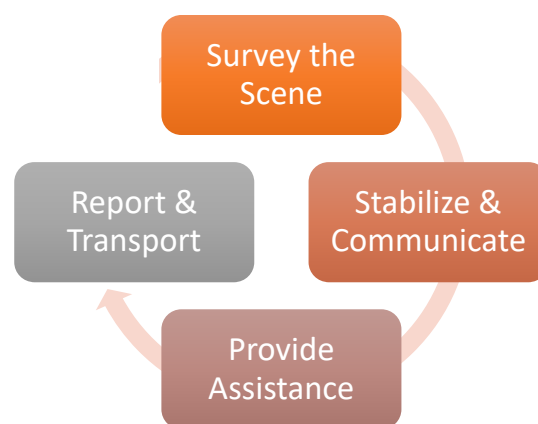 Survey the
Scene
Stabilize &
Communicate
Provide
Assistance
Report &
Transport